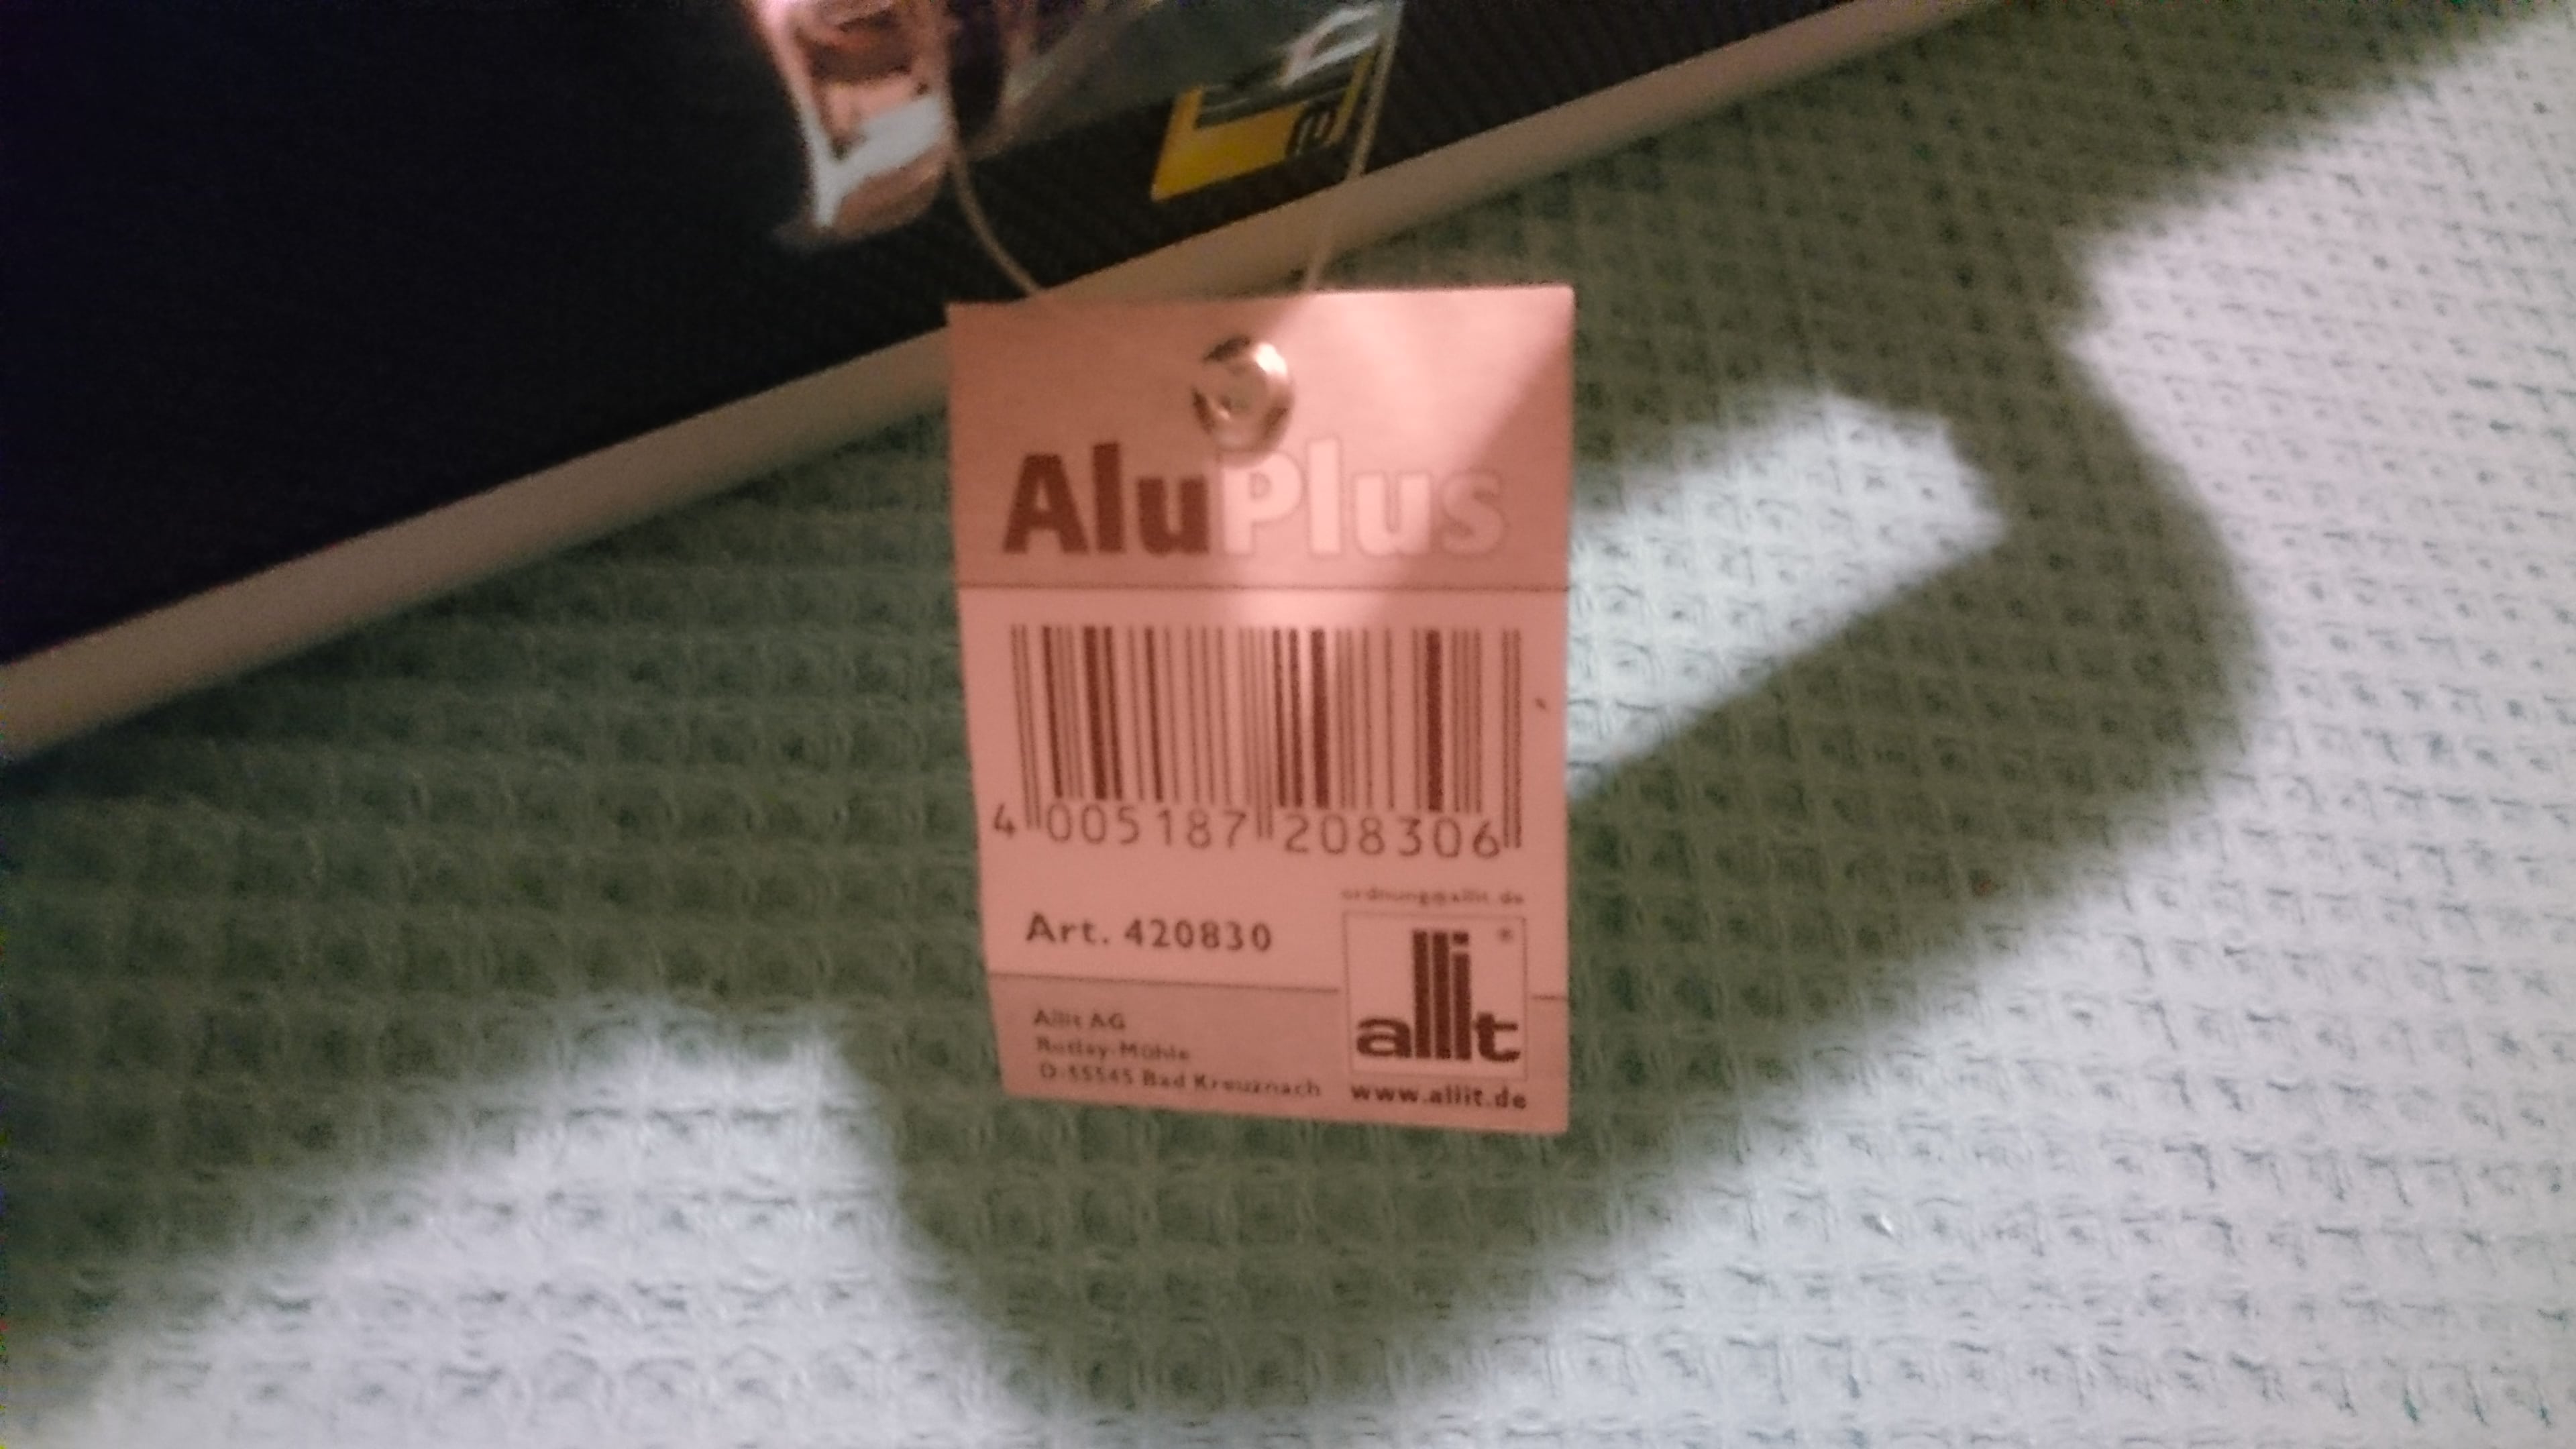 AluPlus
4 005187 208306
ordnung@allit.de
Art. 420830
allit®
Allit AG
Rotlay-Mühle
D-55545 Bad Kreuznach
www.allit.de